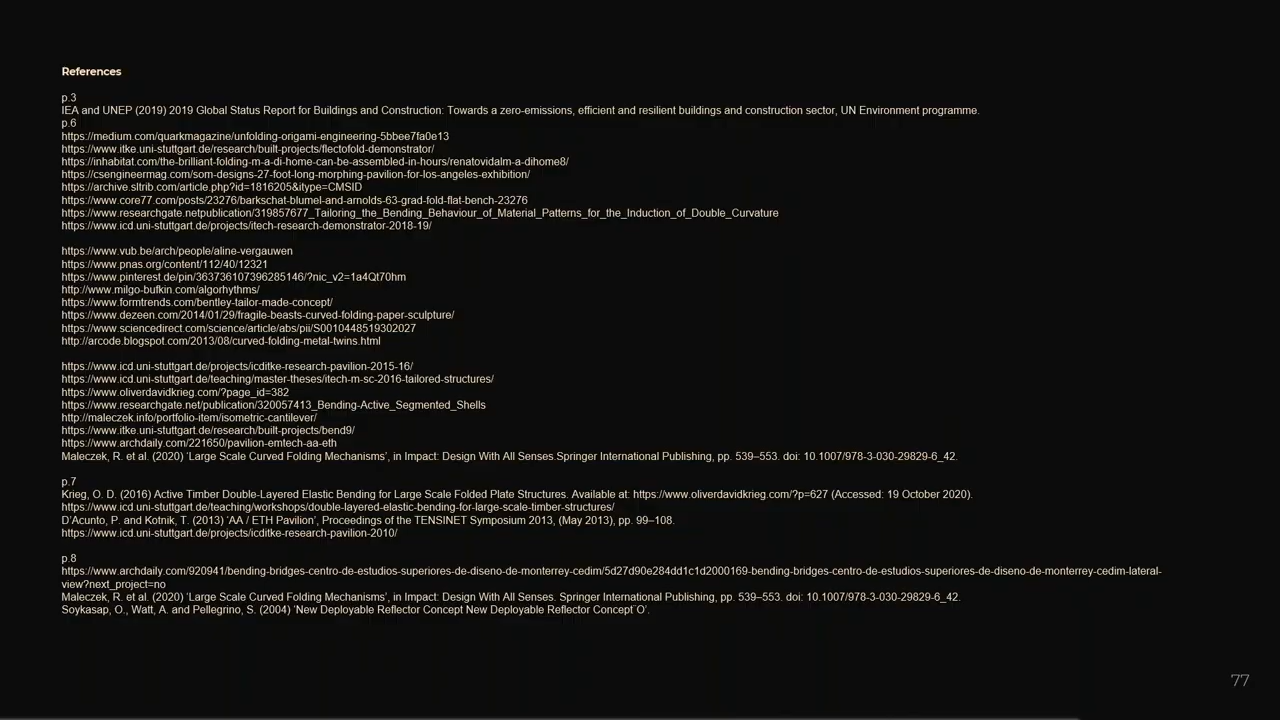 References
p.3
IEA and UNEP (2019) 2019 Global Status Report for Buildings and Construction: Towards a zero-emissions, efficient and resilient buildings and construction sector, UN Environment programme.
p.6
https://medium.com/quarkmagazine/unfolding-origami-engineering-5bbee7fa0e13
https://www.itke.uni-stuttgart.de/research/built-projects/flectofold-demonstrator/
https://inhabitat.com/the-brilliant-folding-m-a-di-home-can-be-assembled-in-hours/renatovidalm-a-dihome8/
https://csengineermag.com/som-designs-27-foot-long-morphing-pavilion-for-los-angeles-exhibition/
https://archive.sltrib.com/article.php?id=1816205&itype=CMSID
https://www.core77.com/posts/23276/barkschat-blumel-and-arnolds-63-grad-fold-flat-bench-23276
https://www.researchgate.netpublication/319857677_Tailoring_the_Bending_Behaviour_of_Material_Patterns_for_the_Induction_of_Double_Curvature
https://www.icd.uni-stuttgart.de/projects/itech-research-demonstrator-2018-19/
https://www.vub.be/arch/people/aline-vergauwen
https://www.pnas.org/content/112/40/12321
https://www.pinterest.de/pin/363736107396285146/?nic_v2=1a4Qt70hm
http://www.milgo-bufkin.com/algorhythms/
https://www.formtrends.com/bentley-tailor-made-concept/
https://www.dezeen.com/2014/01/29/fragile-beasts-curved-folding-paper-sculpture/
https://www.sciencedirect.com/science/article/abs/pii/S0010448519302027
http://arcode.blogspot.com/2013/08/curved-folding-metal-twins.html
https://www.icd.uni-stuttgart.de/projects/icditke-research-pavilion-2015-16/
https://www.icd.uni-stuttgart.de/teaching/master-theses/itech-m-sc-2016-tailored-structures/
https://www.oliverdavidkrieg.com/?page_id=382
https://www.researchgate.net/publication/320057413_Bending-Active_Segmented_Shells
http://maleczek.info/portfolio-item/isometric-cantilever/
https://www.itke.uni-stuttgart.de/research/built-projects/bend9/
https://www.archdaily.com/221650/pavilion-emtech-aa-eth
Maleczek, R. et al. (2020) 'Large Scale Curved Folding Mechanisms', in Impact: Design With All Senses.Springer International Publishing, pp. 539–553. doi: 10.1007/978-3-030-29829-6_42.
p.7
Krieg, O. D. (2016) Active Timber Double-Layered Elastic Bending for Large Scale Folded Plate Structures. Available at: https://www.oliverdavidkrieg.com/?p=627 (Accessed: 19 October 2020).
https://www.icd.uni-stuttgart.de/teaching/workshops/double-layered-elastic-bending-for-large-scale-timber-structures/
D'Acunto, P. and Kotnik, T. (2013) 'AA / ETH Pavilion', Proceedings of the TENSINET Symposium 2013, (May 2013), pp. 99–108.
https://www.icd.uni-stuttgart.de/projects/icditke-research-pavilion-2010/
p.8
https://www.archdaily.com/920941/bending-bridges-centro-de-estudios-superiores-de-diseno-de-monterrey-cedim/5d27d90e284dd1c1d2000169-bending-bridges-centro-de-estudios-superiores-de-diseno-de-monterrey-cedim-lateral-
view?next_project=no
Maleczek, R. et al. (2020) 'Large Scale Curved Folding Mechanisms', in Impact: Design With All Senses. Springer International Publishing, pp. 539–553. doi: 10.1007/978-3-030-29829-6_42.
Soykasap, O., Watt, A. and Pellegrino, S. (2004) 'New Deployable Reflector Concept New Deployable Reflector Concept¨O'.
77